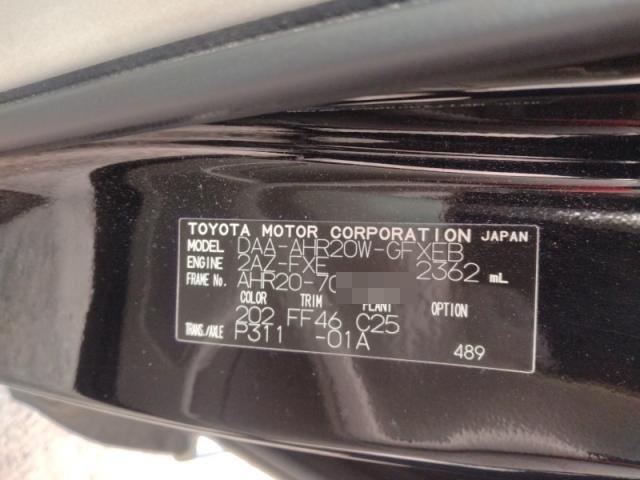 TOYOTA MOTOR CORPORATION JAPAN
MODEL DAA-AHR20W-GFXEB
ENGINE 2AZ-FXE 2362 mL
FRAME No. AHR20-70
COLOR TRIM PLANT OPTION
202 FF46 C25
TRANS./AXLE P311 -01A 489